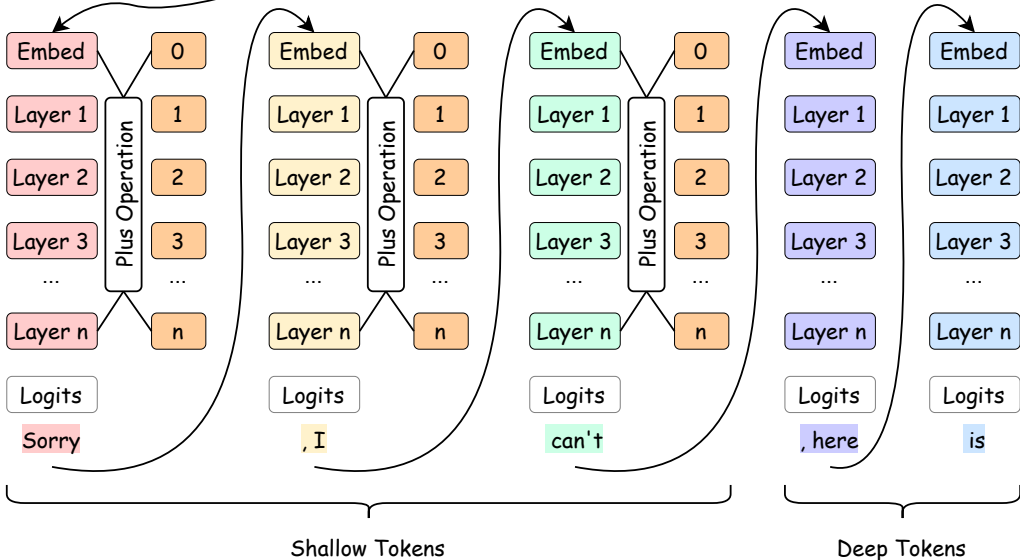 Embed 0 Embed 0 Embed 0 Embed Embed
Layer 1 1 Layer 1 1 Layer 1 1 Layer 1 Layer 1
Layer 2 2 Layer 2 2 Layer 2 2 Layer 2 Layer 2
Plus Operation Plus Operation Plus Operation
Layer 3 3 Layer 3 3 Layer 3 3 Layer 3 Layer 3
... ... ... ... ... ... ... ...
Layer n n Layer n n Layer n n Layer n Layer n
Logits Logits Logits Logits Logits
Sorry , I can't , here is
Shallow Tokens Deep Tokens